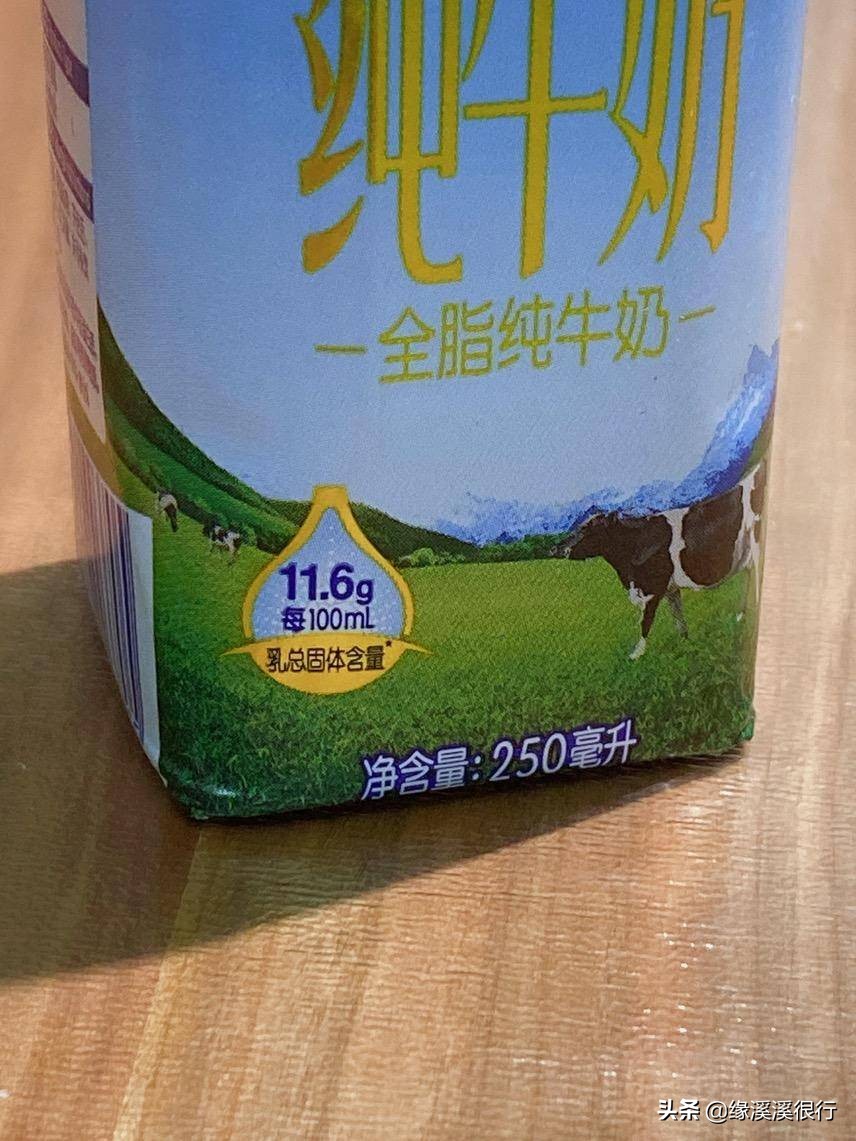 纯牛奶
全脂纯牛奶
11.6g
每100mL
乳总固体含量*
净含量:250毫升
头条 @缘溪溪很行